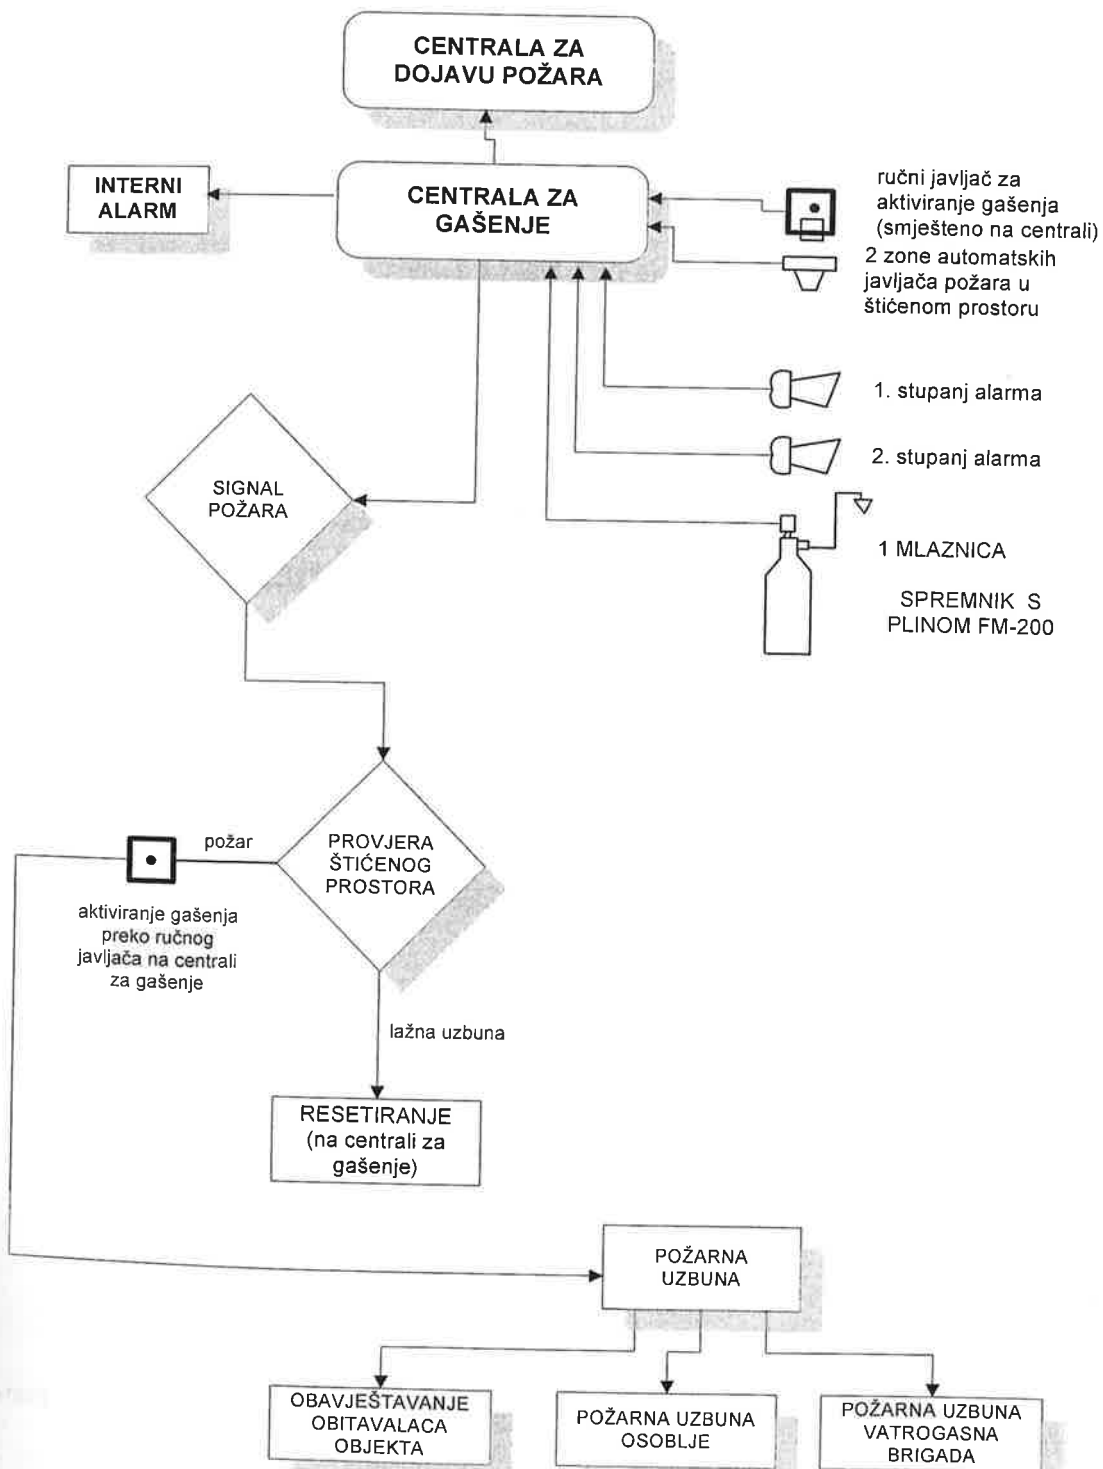 CENTRALA ZA
DOJAVU POŽARA
INTERNI
ALARM
CENTRALA ZA
GAŠENJE
ručni javljač za
aktiviranje gašenja
(smješteno na centrali)
2 zone automatskih
javljača požara u
štićenom prostoru
1. stupanj alarma
2. stupanj alarma
SIGNAL
POŽARA
1 MLAZNICA
SPREMNIK S
PLINOM FM-200
požar
PROVJERA
ŠTIĆENOG
PROSTORA
aktiviranje gašenja
preko ručnog
javljača na centrali
za gašenje
lažna uzbuna
RESETIRANJE
(na centrali za
gašenje)
POŽARNA
UZBUNA
OBAVJEŠTAVANJE
OBITAVALACA
OBJEKTA
POŽARNA UZBUNA
OSOBLJE
POŽARNA UZBUNA
VATROGASNA
BRIGADA